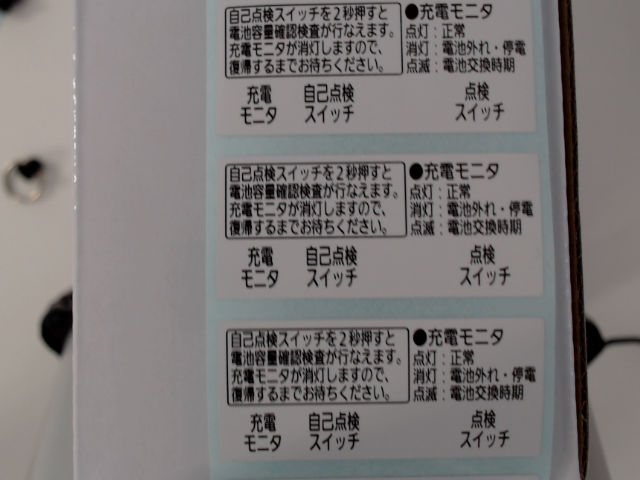 自己点検スイッチを2秒押すと
電池容量確認検査が行なえます。
充電モニタが消灯しますので、
復帰するまでお待ちください。
●充電モニタ
点灯：正常
消灯：電池外れ・停電
点滅：電池交換時期
充電 自己点検 点検
モニタ スイッチ スイッチ
自己点検スイッチを2秒押すと
電池容量確認検査が行なえます。
充電モニタが消灯しますので、
復帰するまでお待ちください。
●充電モニタ
点灯：正常
消灯：電池外れ・停電
点滅：電池交換時期
充電 自己点検 点検
モニタ スイッチ スイッチ
自己点検スイッチを2秒押すと
電池容量確認検査が行なえます。
充電モニタが消灯しますので、
復帰するまでお待ちください。
●充電モニタ
点灯：正常
消灯：電池外れ・停電
点滅：電池交換時期
充電 自己点検 点検
モニタ スイッチ スイッチ